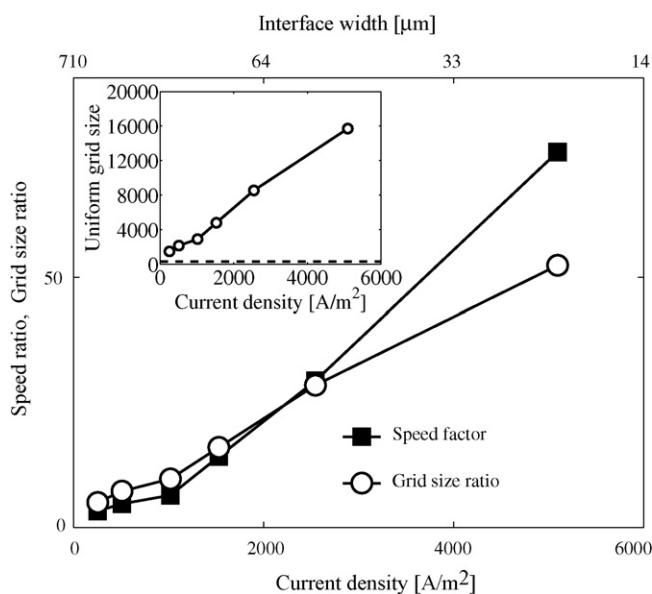 Interface width [μm]
710 64 33 14
20000
16000
12000
8000
4000
0
Uniform grid size
0 2000 4000 6000
Current density [A/m²]
Speed ratio, Grid size ratio
50
0
Speed factor
Grid size ratio
0 2000 4000 6000
Current density [A/m²]